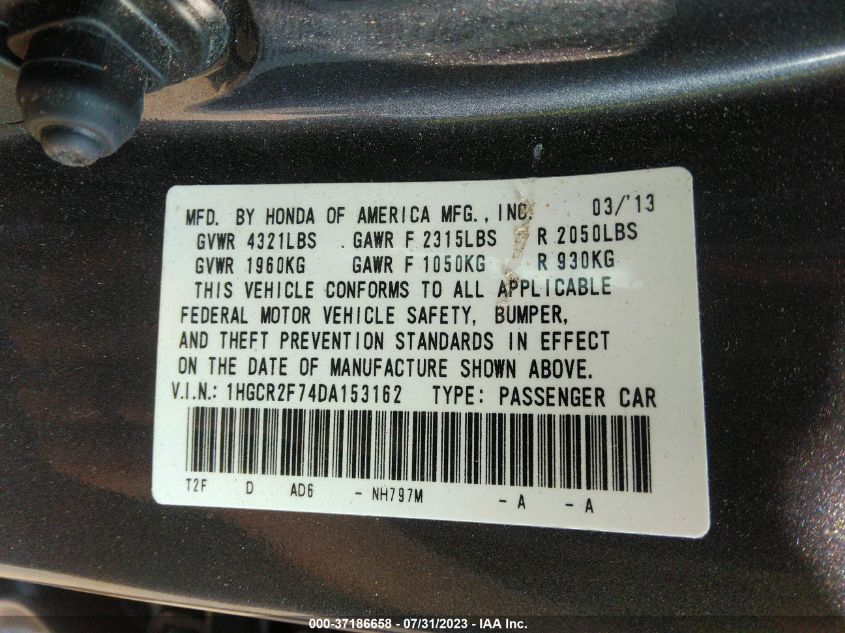 MFD. BY HONDA OF AMERICA MFG., INC. 03/'13
GVWR 4321LBS GAWR F 2315LBS R 2050LBS
GVWR 1960KG GAWR F 1050KG R 930KG
THIS VEHICLE CONFORMS TO ALL APPLICABLE
FEDERAL MOTOR VEHICLE SAFETY, BUMPER,
AND THEFT PREVENTION STANDARDS IN EFFECT
ON THE DATE OF MANUFACTURE SHOWN ABOVE.
V.I.N.: 1HGCR2F74DA153162 TYPE: PASSENGER CAR
T2F D AD6 - NH797M - A - A
000-37186658 - 07/31/2023 - IAA Inc.